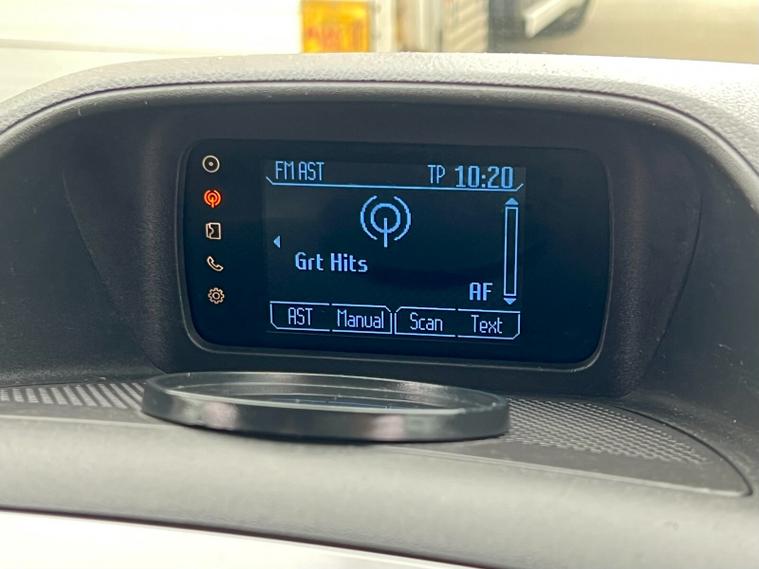 FM AST TP 10:20
Grt Hits
AF
AST Manual Scan Text